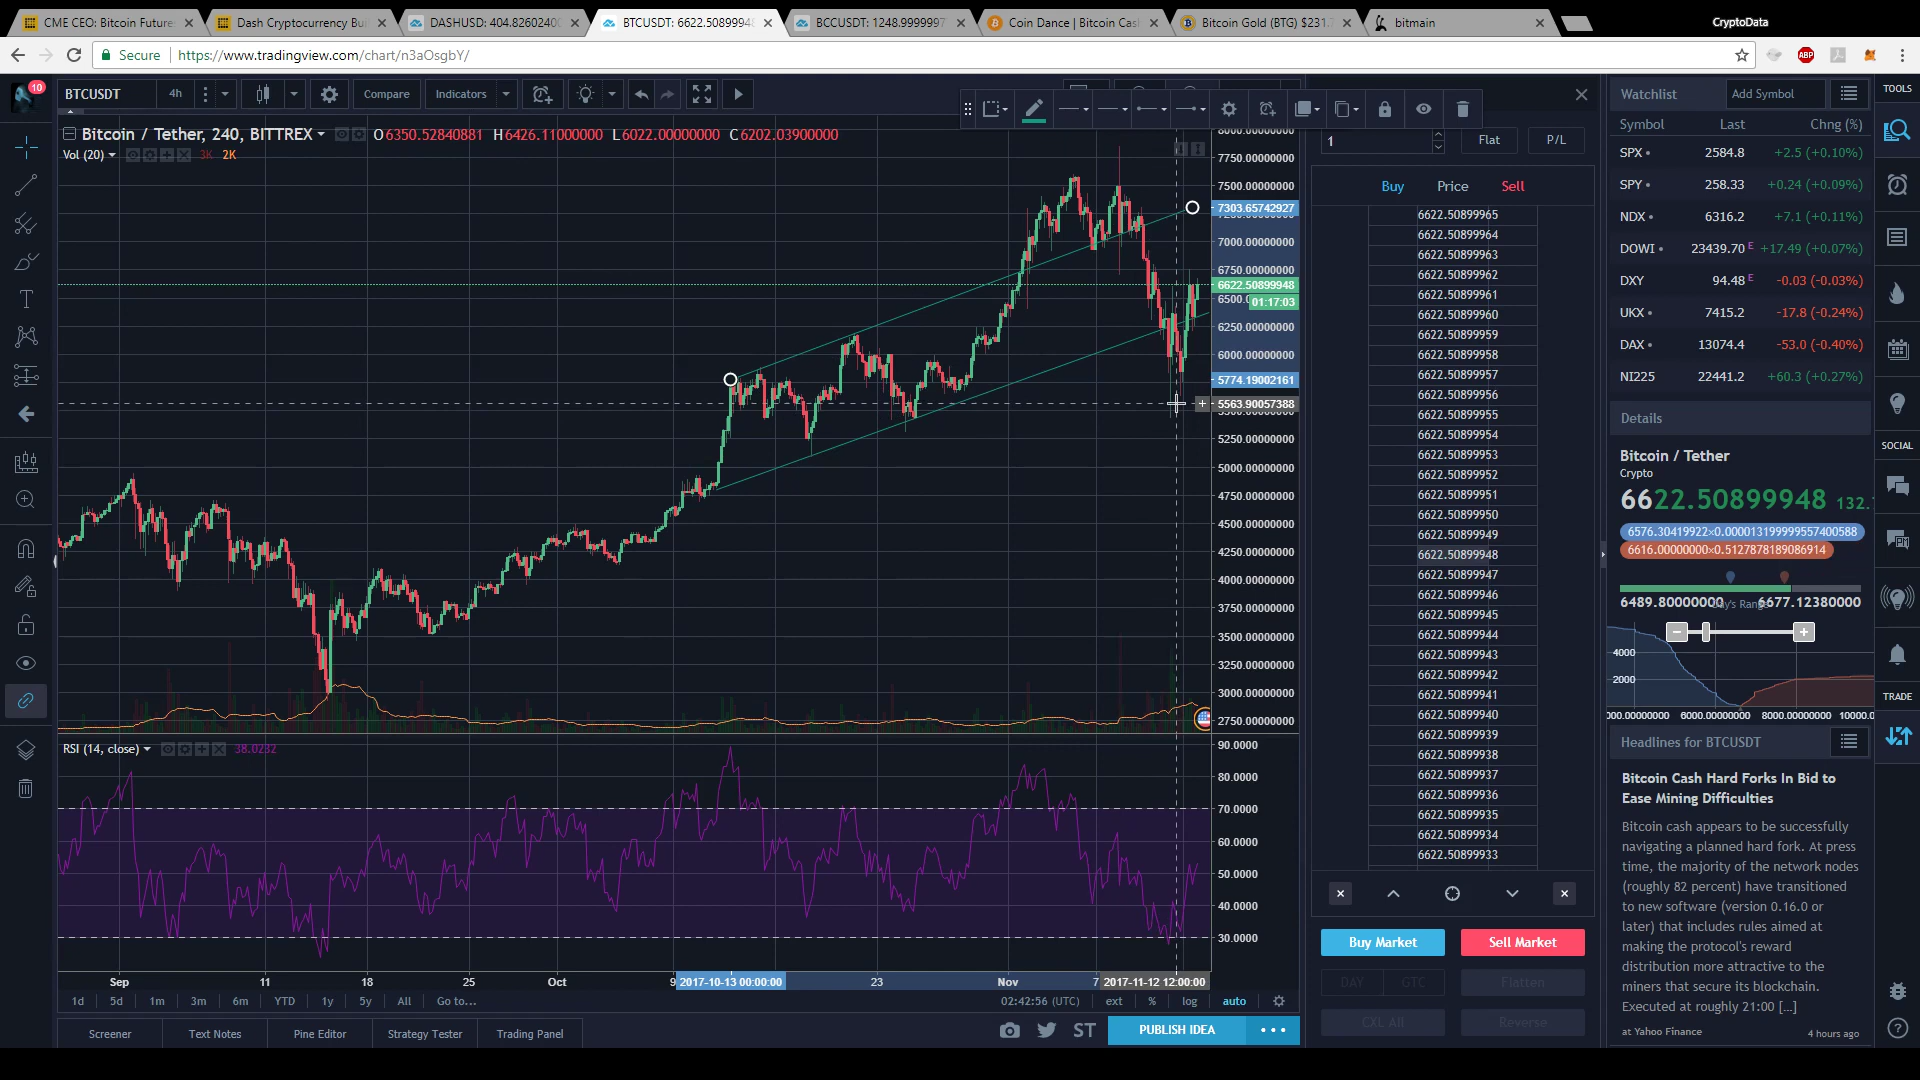 CME CEO: Bitcoin Future
Dash Cryptocurrency Bu
DASHUSD: 404.8260240
BTCUSDT: 6622.5089994
BCCUSDT: 1248.9999997
Coin Dance | Bitcoin Cas
Bitcoin Gold (BTG) $231.
bitmain
CryptoData
Secure
https://www.tradingview.com/chart/n3aOsgbY/
ABP
10
BTCUSDT
4h
Compare
Indicators
Bitcoin / Tether, 240, BITTREX
O6350.52840881 H6426.11000000 L6022.00000000 C6202.03900000
Vol (20)
3K
2K
8000.00000000
7750.00000000
7500.00000000
7303.65742927
7000.00000000
6750.00000000
6622.50899948
01:17:03
6250.00000000
6000.00000000
5774.19002161
5563.90057388
5250.00000000
5000.00000000
4750.00000000
4500.00000000
4250.00000000
4000.00000000
3750.00000000
3500.00000000
3250.00000000
3000.00000000
2750.00000000
RSI (14, close)
38.0232
90.0000
80.0000
70.0000
60.0000
50.0000
40.0000
30.0000
Sep
11
18
25
Oct
9
2017-10-13 00:00:00
23
Nov
7
2017-11-12 12:00:00
1d
5d
1m
3m
6m
YTD
1y
5y
All
Go to...
02:42:56 (UTC)
ext
%
log
auto
Screener
Text Notes
Pine Editor
Strategy Tester
Trading Panel
ST
PUBLISH IDEA
1
Flat
P/L
Buy
Price
Sell
6622.50899965
6622.50899964
6622.50899963
6622.50899962
6622.50899961
6622.50899960
6622.50899959
6622.50899958
6622.50899957
6622.50899956
6622.50899955
6622.50899954
6622.50899953
6622.50899952
6622.50899951
6622.50899950
6622.50899949
6622.50899948
6622.50899947
6622.50899946
6622.50899945
6622.50899944
6622.50899943
6622.50899942
6622.50899941
6622.50899940
6622.50899939
6622.50899938
6622.50899937
6622.50899936
6622.50899935
6622.50899934
6622.50899933
Buy Market
Sell Market
DAY
GTC
Flatten
CXL All
Reverse
Watchlist
Add Symbol
Symbol Last Chng (%)
SPX 2584.8 +2.5 (+0.10%)
SPY 258.33 +0.24 (+0.09%)
NDX 6316.2 +7.1 (+0.11%)
DOWI 23439.70 E +17.49 (+0.07%)
DXY 94.48 E -0.03 (-0.03%)
UKX 7415.2 -17.8 (-0.24%)
DAX 13074.4 -53.0 (-0.40%)
NI225 22441.2 +60.3 (+0.27%)
Details
Bitcoin / Tether
Crypto
6622.50899948 132.
6576.30419922×0.000013199999557400588
6616.00000000×0.5127878189086914
6489.8000000 Day's Range 6677.12380000
4000
2000
6000.00000000
8000.00000000
10000.0
Headlines for BTCUSDT
Bitcoin Cash Hard Forks In Bid to
Ease Mining Difficulties
Bitcoin cash appears to be successfully
navigating a planned hard fork. At press
time, the majority of the network nodes
(roughly 82 percent) have transitioned
to new software (version 0.16.0 or
later) that includes rules aimed at
making the protocol's reward
distribution more attractive to the
miners that secure its blockchain.
Executed at roughly 21:00 [...]
at Yahoo Finance
4 hours ago
TOOLS
SOCIAL
TRADE